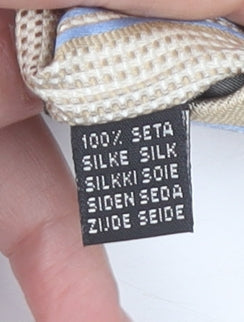 100% SETA
SILKE SILK
SILKKI SOIE
SIDEN SEDA
ZIJDE SEIDE